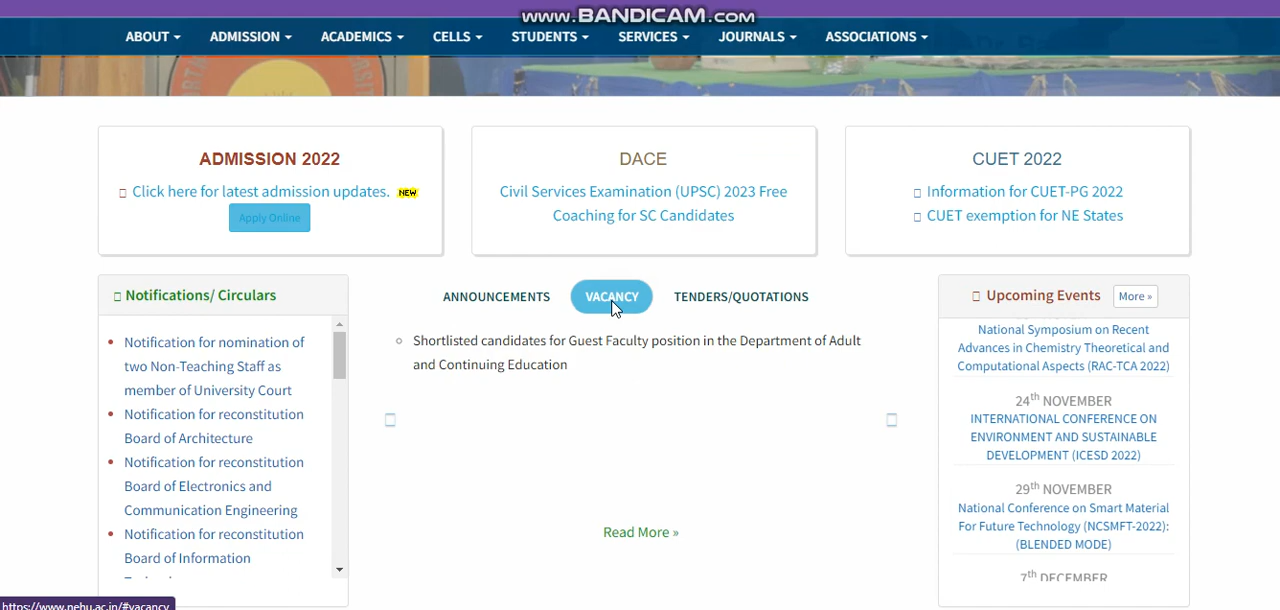 www.BANDICAM.com
ABOUT ADMISSION ACADEMICS CELLS STUDENTS SERVICES JOURNALS ASSOCIATIONS
ADMISSION 2022
Click here for latest admission updates. NEW
Apply Online
DACE
Civil Services Examination (UPSC) 2023 Free
Coaching for SC Candidates
CUET 2022
Information for CUET-PG 2022
CUET exemption for NE States
Notifications/ Circulars
Notification for nomination of
two Non-Teaching Staff as
member of University Court
Notification for reconstitution
Board of Architecture
Notification for reconstitution
Board of Electronics and
Communication Engineering
Notification for reconstitution
Board of Information
ANNOUNCEMENTS VACANCY TENDERS/QUOTATIONS
Shortlisted candidates for Guest Faculty position in the Department of Adult
and Continuing Education
Read More »
Upcoming Events More »
National Symposium on Recent
Advances in Chemistry Theoretical and
Computational Aspects (RAC-TCA 2022)
24th NOVEMBER
INTERNATIONAL CONFERENCE ON
ENVIRONMENT AND SUSTAINABLE
DEVELOPMENT (ICESD 2022)
29th NOVEMBER
National Conference on Smart Material
For Future Technology (NCSMFT-2022):
(BLENDED MODE)
7th DECEMBER
https://www.nehu.ac.in/#vacancy